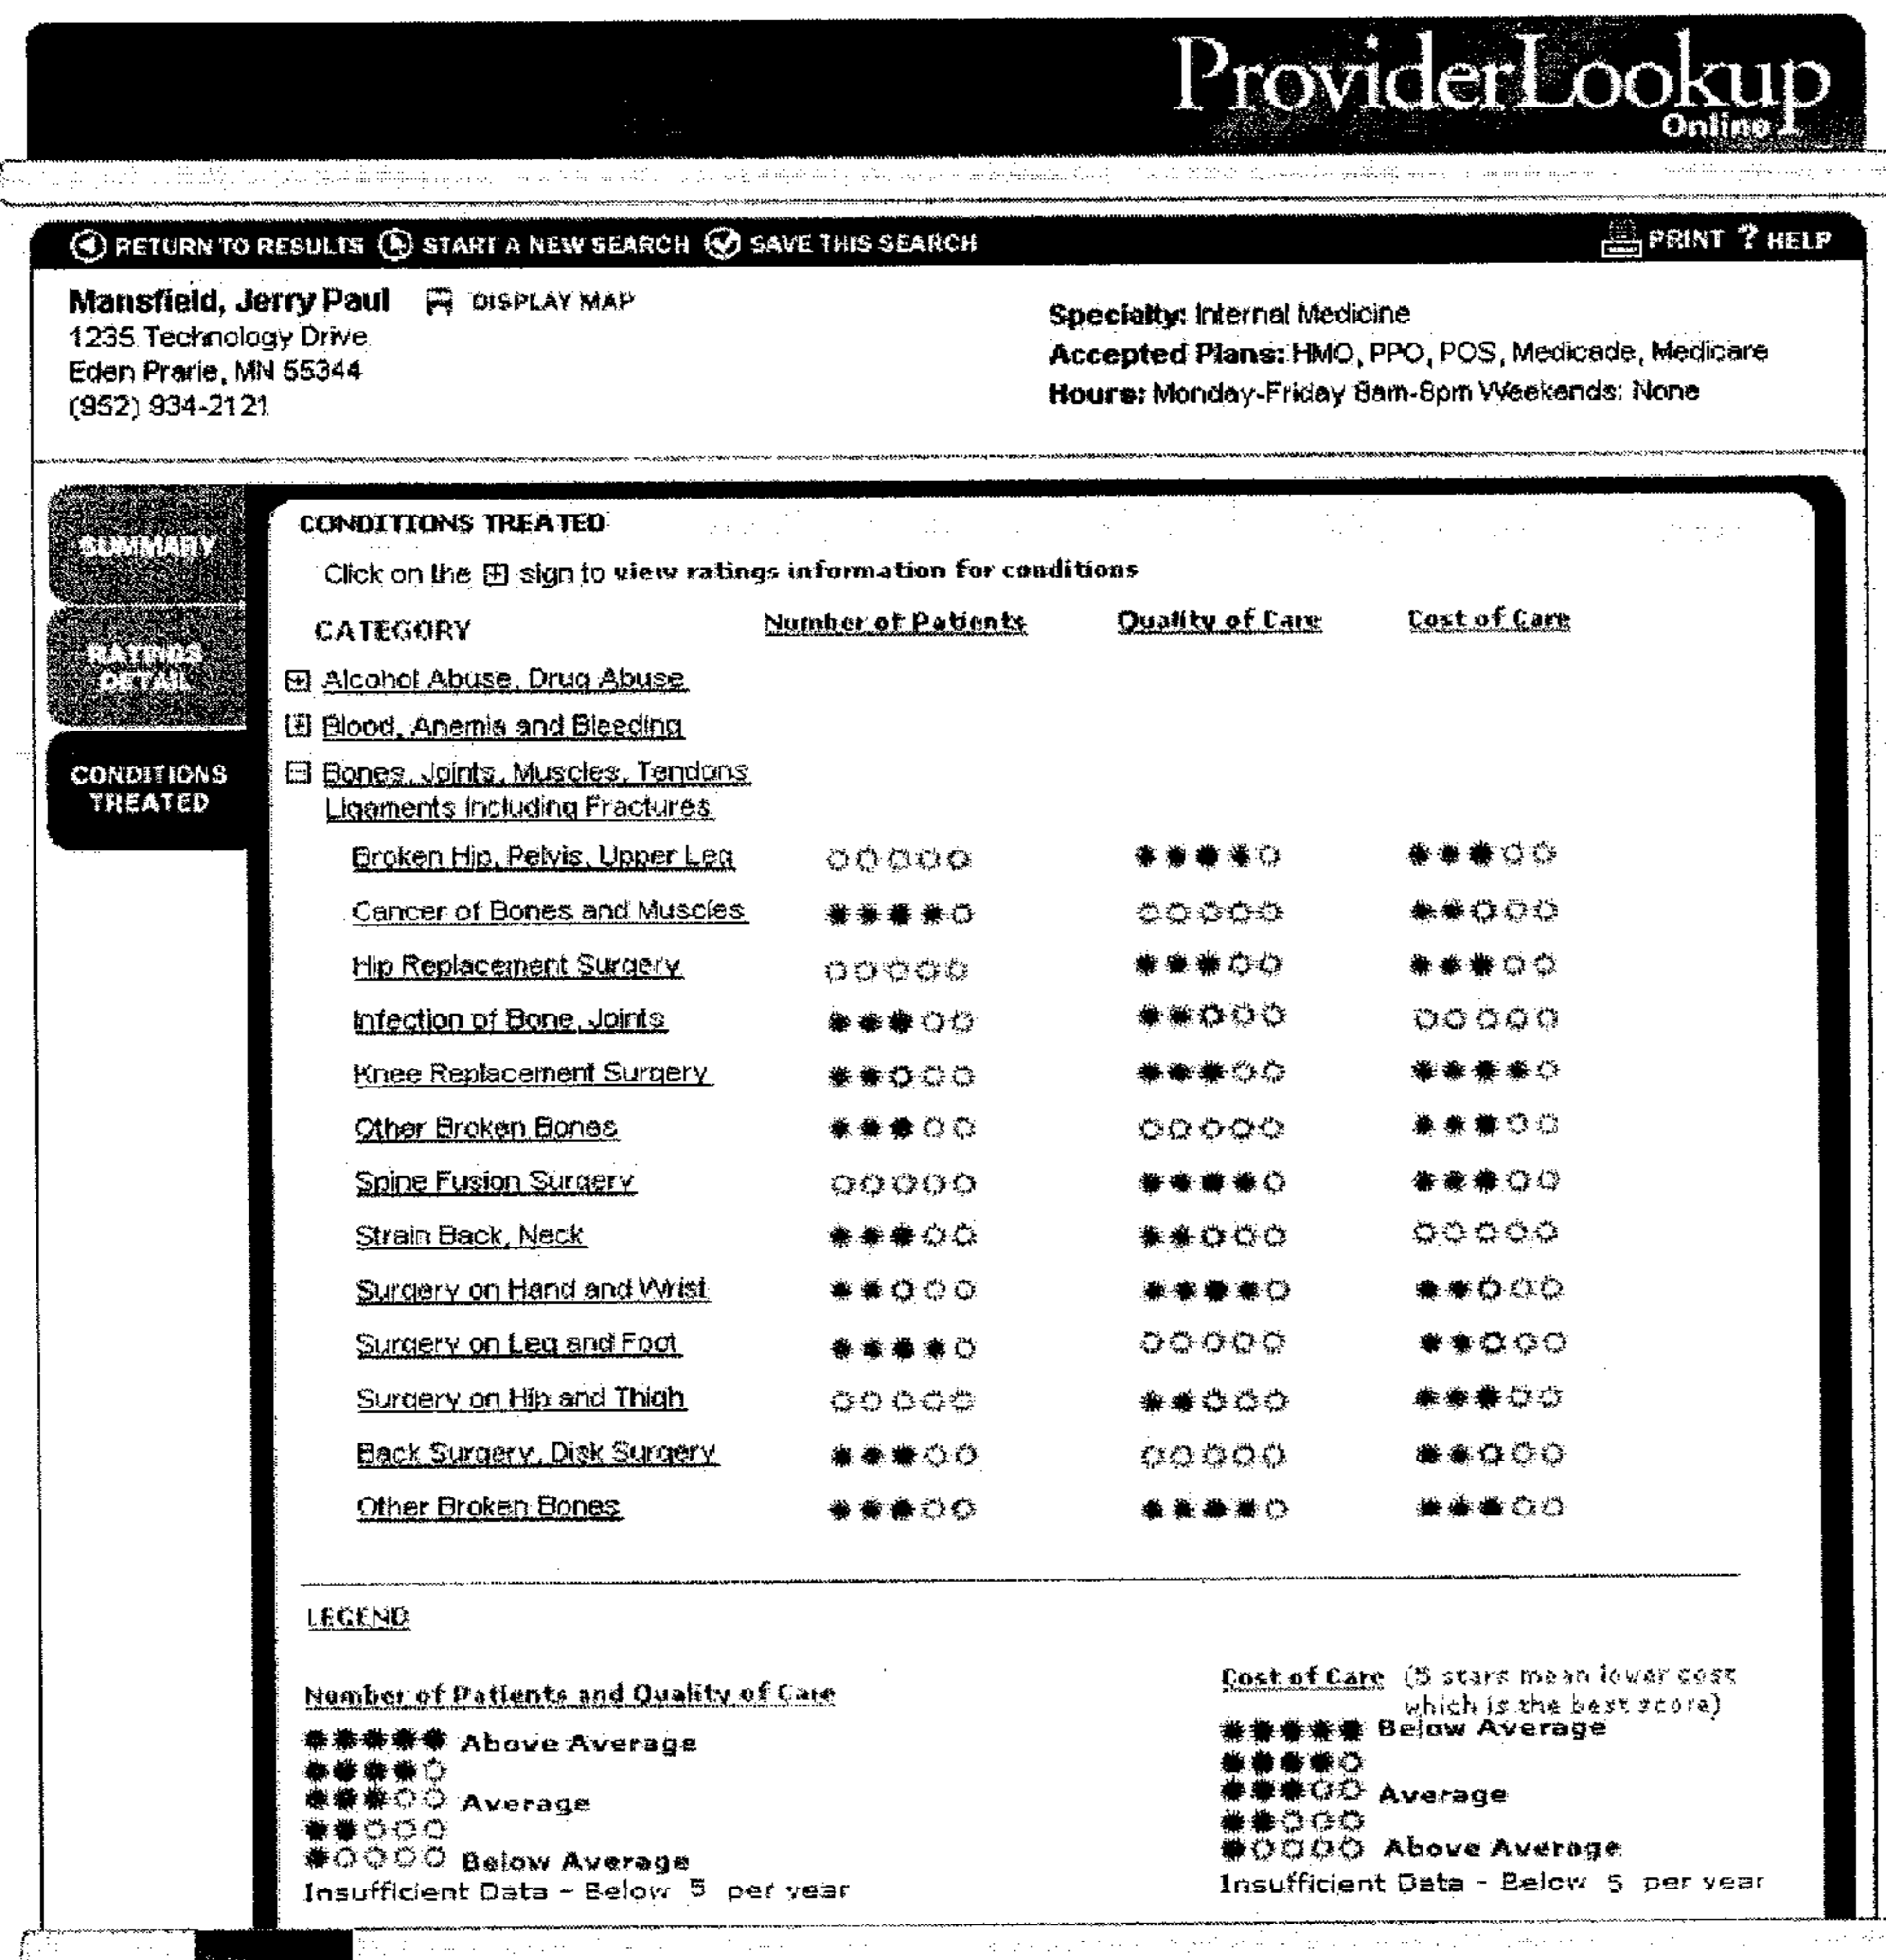 ProviderLookup
Online
RETURN TO RESULTS START A NEW SEARCH SAVE THIS SEARCH PRINT ? HELP
Mansfield, Jerry Paul DISPLAY MAP
1235 Technology Drive
Eden Prarie, MN 55344
(952) 934-2121
Specialty: Internal Medicine
Accepted Plans: HMO, PPO, POS, Medicade, Medicare
Hours: Monday-Friday 8am-8pm Weekends: None
SUMMARY
RATINGS
DETAIL
CONDITIONS
TREATED
CONDITIONS TREATED
Click on the + sign to view ratings information for conditions
CATEGORY Number of Patients Quality of Care Cost of Care
Alcohol Abuse, Drug Abuse
Blood, Anemia and Bleeding
Bones, Joints, Muscles, Tendons
Ligaments Including Fractures
Broken Hip, Pelvis, Upper Leg
Cancer of Bones and Muscles
Hip Replacement Surgery
Infection of Bone, Joints
Knee Replacement Surgery
Other Broken Bones
Spine Fusion Surgery
Strain Back, Neck
Surgery on Hand and Wrist
Surgery on Leg and Foot
Surgery on Hip and Thigh
Back Surgery, Disk Surgery
Other Broken Bones
LEGEND
Number of Patients and Quality of Care
Above Average
Average
Below Average
Insufficient Data - Below 5 per year
Cost of Care (5 stars mean lower cost
which is the best score)
Below Average
Average
Above Average
Insufficient Data - Below 5 per year